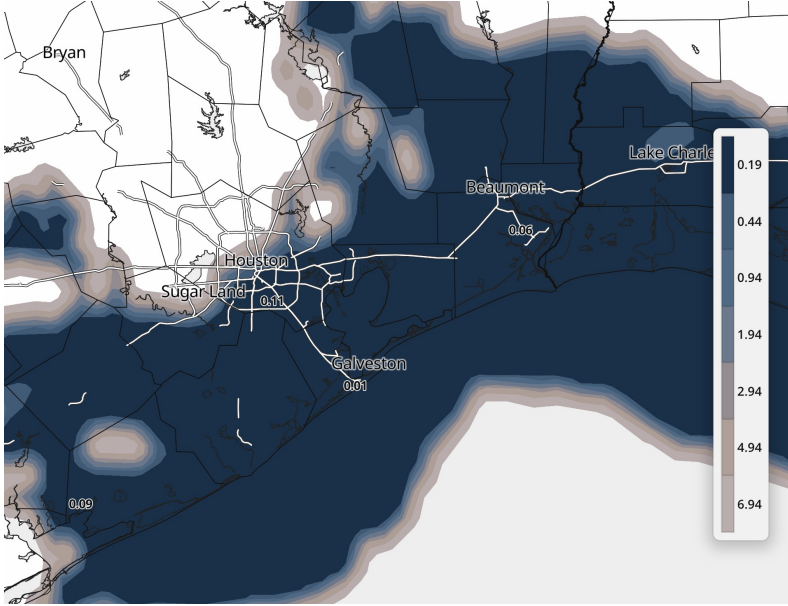 Bryan
Lake Charle
0.19
Beaumont
0.44
0.06
Houston
0.94
Sugar Land
0.11
1.94
Galveston
0.01
2.94
4.94
0.09
6.94